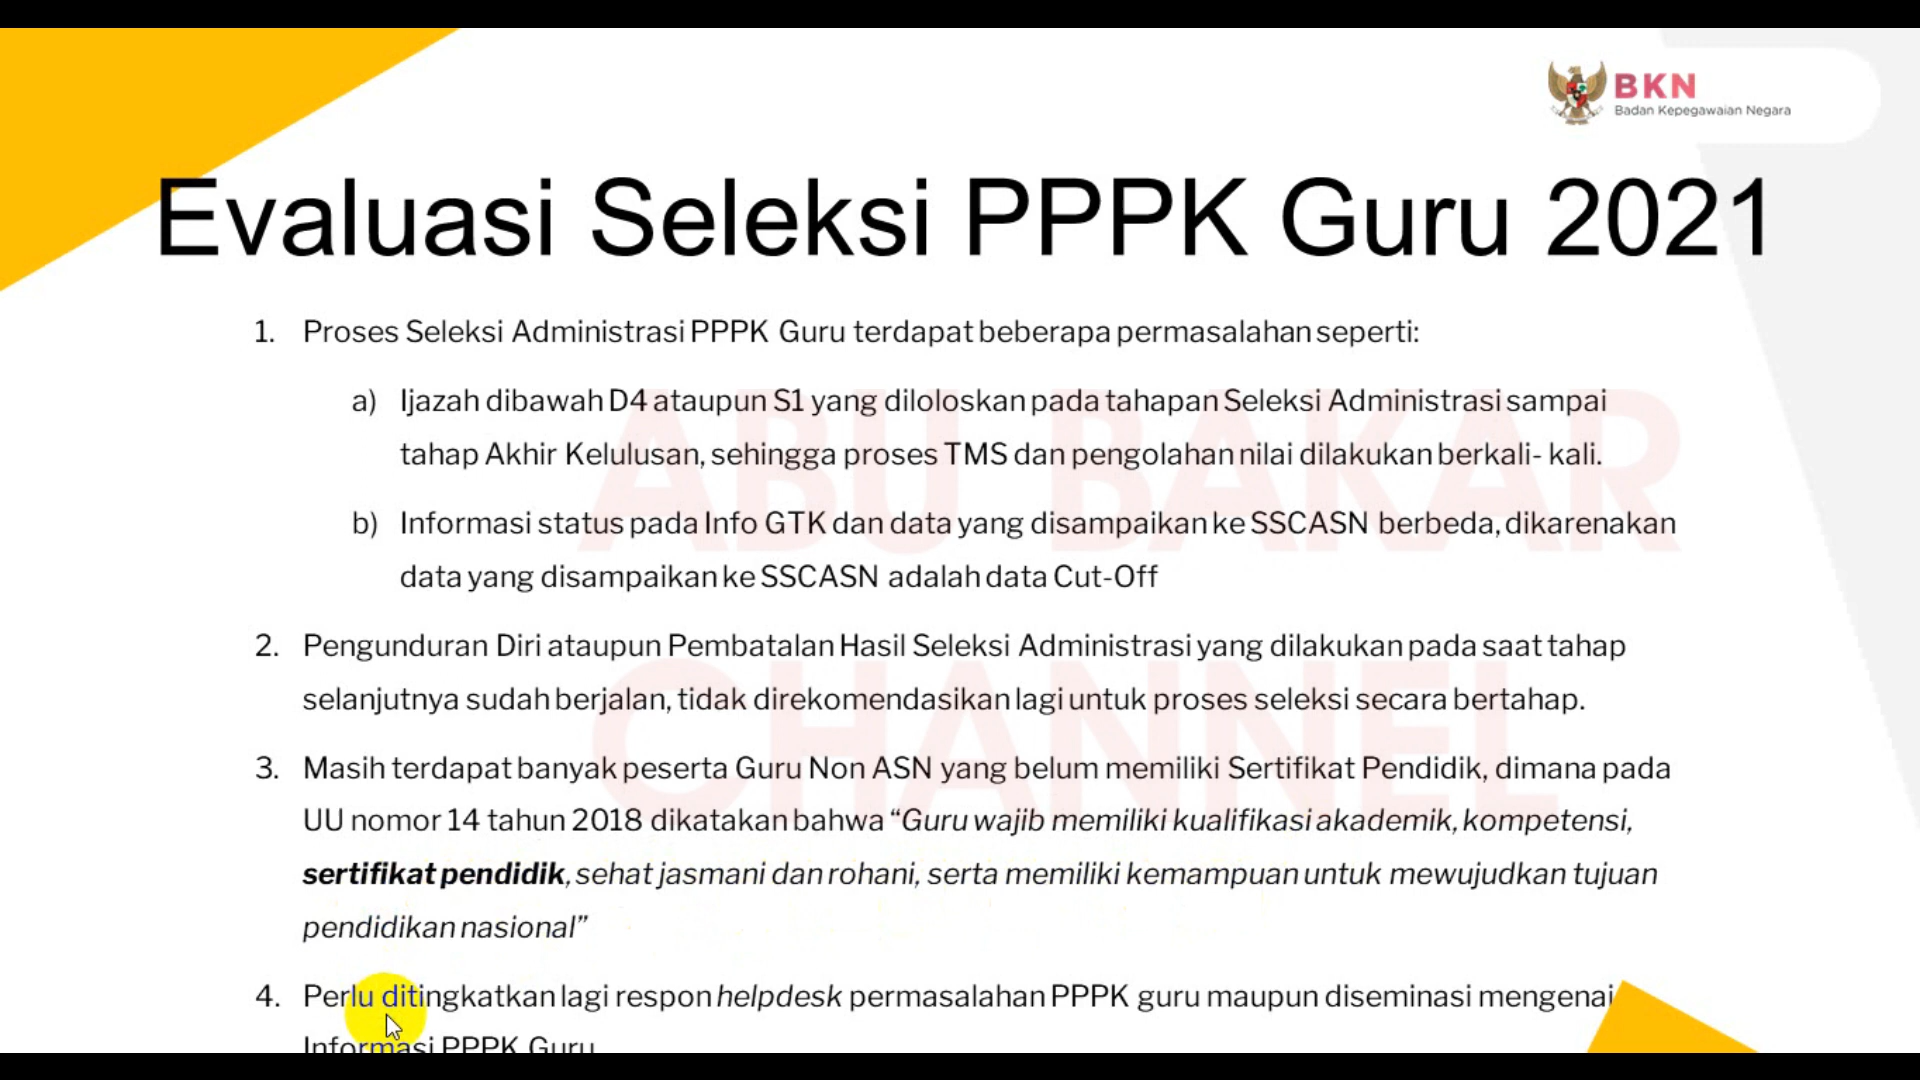 BKN
Badan Kepegawaian Negara
Evaluasi Seleksi PPPK Guru 2021
1. Proses Seleksi Administrasi PPPK Guru terdapat beberapa permasalahan seperti:
a) Ijazah dibawah D4 ataupun S1 yang diloloskan pada tahapan Seleksi Administrasi sampai
tahap Akhir Kelulusan, sehingga proses TMS dan pengolahan nilai dilakukan berkali- kali.
b) Informasi status pada Info GTK dan data yang disampaikan ke SSCASN berbeda, dikarenakan
data yang disampaikan ke SSCASN adalah data Cut-Off
2. Pengunduran Diri ataupun Pembatalan Hasil Seleksi Administrasi yang dilakukan pada saat tahap
selanjutnya sudah berjalan, tidak direkomendasikan lagi untuk proses seleksi secara bertahap.
3. Masih terdapat banyak peserta Guru Non ASN yang belum memiliki Sertifikat Pendidik, dimana pada
UU nomor 14 tahun 2018 dikatakan bahwa “Guru wajib memiliki kualifikasi akademik, kompetensi,
sertifikat pendidik, sehat jasmani dan rohani, serta memiliki kemampuan untuk mewujudkan tujuan
pendidikan nasional”
4. Perlu ditingkatkan lagi respon helpdesk permasalahan PPPK guru maupun diseminasi mengenai
Informasi PPPK Guru
ABU BAKAR
CHANNEL